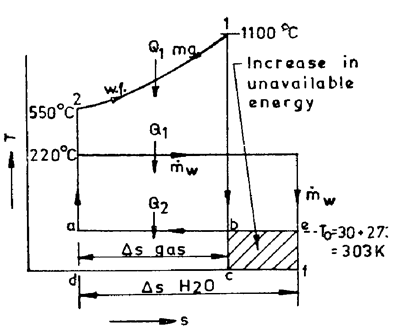 1
1100 °C
Q1 mg
Increase in
unavailable
energy
w.f.
2
550°C
Q1
220°C
ṁw
T
Q2
ṁw
a
b
e
T0=30+27:
=303K
Δs gas
d
c
f
Δs H2O
s